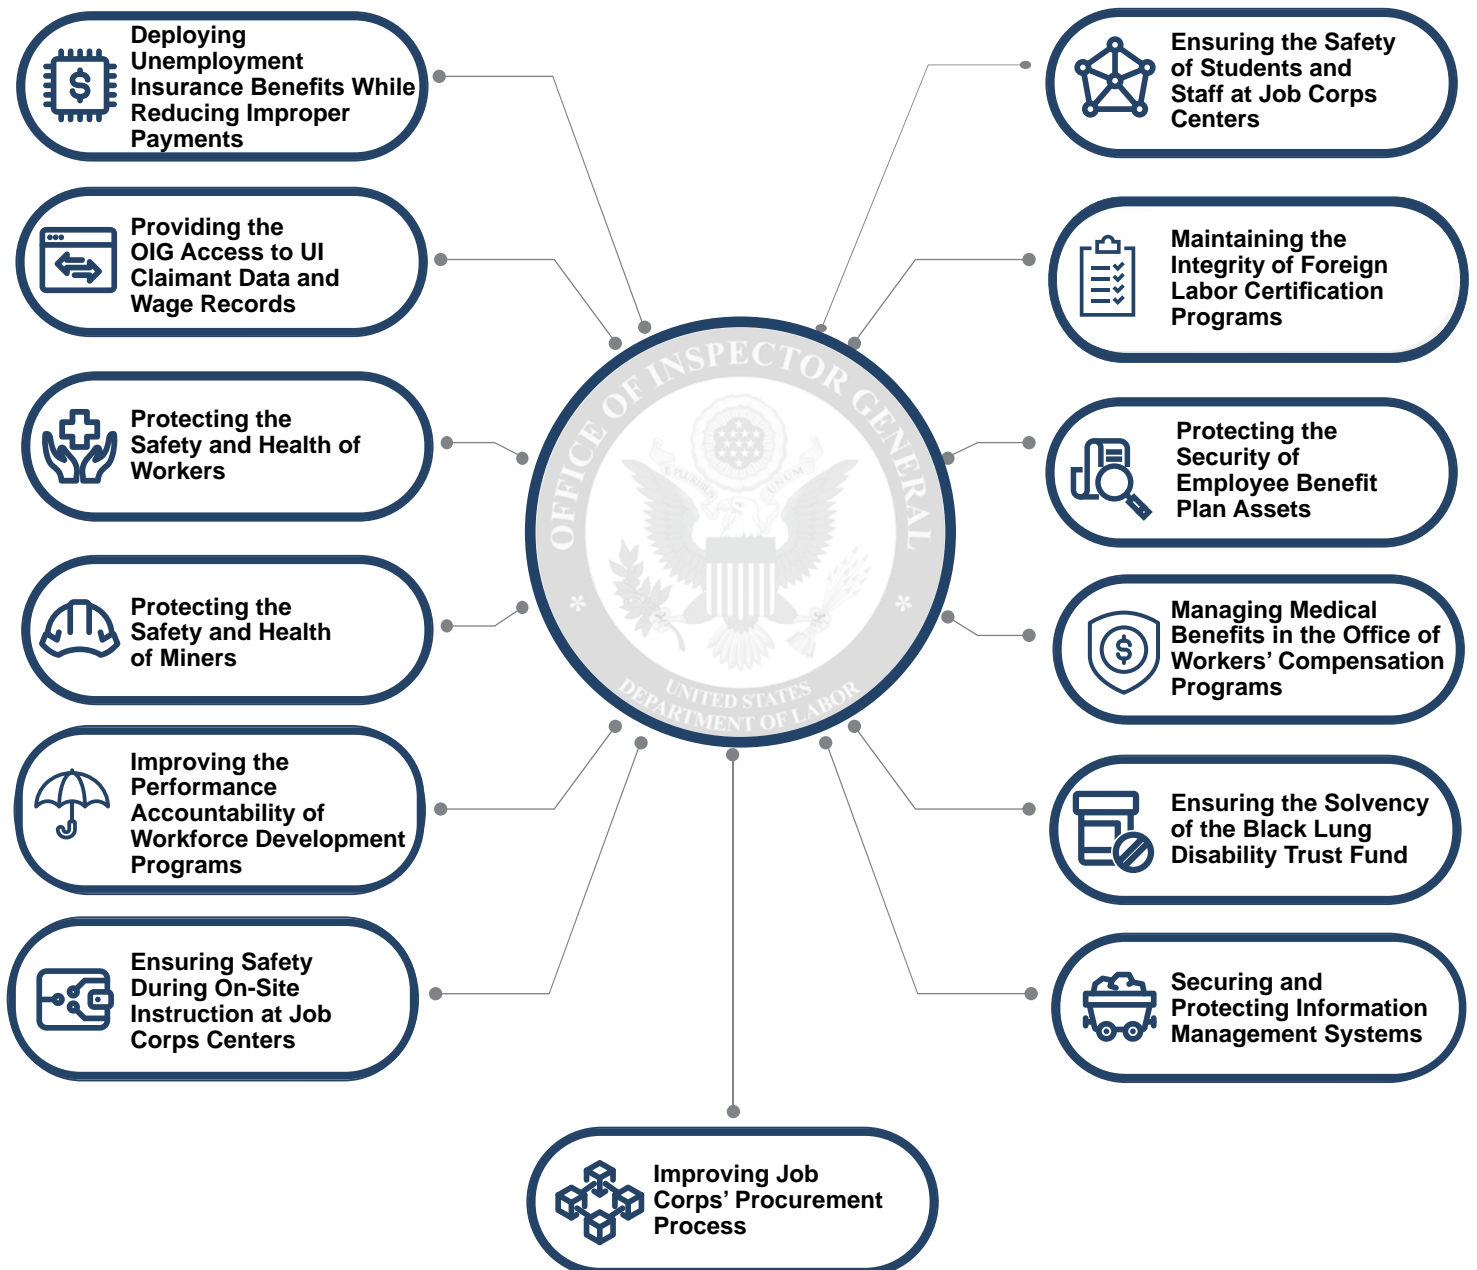 Deploying
Unemployment
Insurance Benefits While
Reducing Improper
Payments
Providing the
OIG Access to UI
Claimant Data and
Wage Records
Protecting the
Safety and Health of
Workers
Protecting the
Safety and Health
of Miners
Improving the
Performance
Accountability of
Workforce Development
Programs
Ensuring Safety
During On-Site
Instruction at Job
Corps Centers
OFFICE OF INSPECTOR GENERAL
E PLURIBUS UNUM
UNITED STATES
DEPARTMENT OF LABOR
Ensuring the Safety
of Students and
Staff at Job Corps
Centers
Maintaining the
Integrity of Foreign
Labor Certification
Programs
Protecting the
Security of
Employee Benefit
Plan Assets
Managing Medical
Benefits in the Office of
Workers’ Compensation
Programs
Ensuring the Solvency
of the Black Lung
Disability Trust Fund
Securing and
Protecting Information
Management Systems
Improving Job
Corps’ Procurement
Process